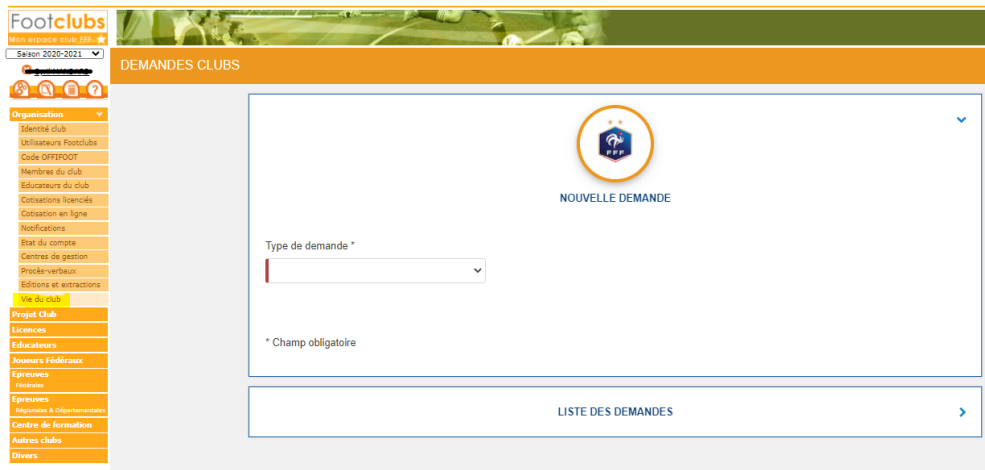 Footclubs
Mon espace club FFF
Saison 2020-2021
DEMANDES CLUBS
Organisation
Identité club
Utilisateurs Footclubs
Code OFFIFOOT
Membres du club
Educateurs du club
Cotisations licenciés
Cotisation en ligne
Notifications
Etat du compte
Centres de gestion
Procès-verbaux
Editions et extractions
Vie du club
Projet Club
Licences
Educateurs
Joueurs Fédéraux
Epreuves
Fédérales
Epreuves
Régionales & Départementales
Centre de formation
Autres clubs
Divers
FFF
NOUVELLE DEMANDE
Type de demande *
* Champ obligatoire
LISTE DES DEMANDES